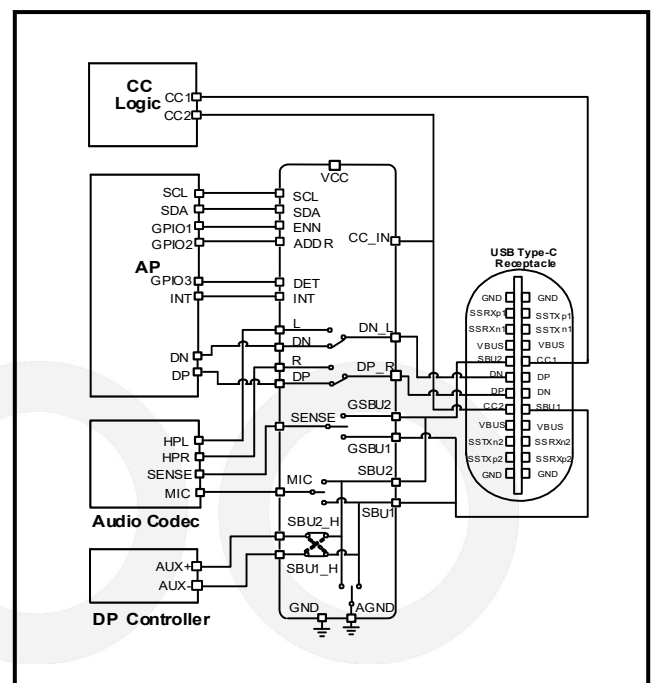 CC
Logic
CC1
CC2
VCC
AP
SCL
SDA
GPIO1
GPIO2
GPIO3
INT
DN
DP
SCL
SDA
ENN
ADDR
DET
INT
CC_IN
L
DN
R
DP
DN_L
DP_R
SENSE
GSBU2
GSBU1
MIC
SBU2
SBU1
SBU2_H
SBU1_H
GND
AGND
HPL
HPR
SENSE
MIC
Audio Codec
AUX+
AUX-
DP Controller
USB Type-C
Receptacle
GND GND
SSRXp1 SSTXp1
SSRXn1 SSTXn1
VBUS VBUS
SBU2 CC1
DN DP
DP DN
CC2 SBU1
VBUS VBUS
SSTXn2 SSRXn2
SSTXp2 SSRXp2
GND GND